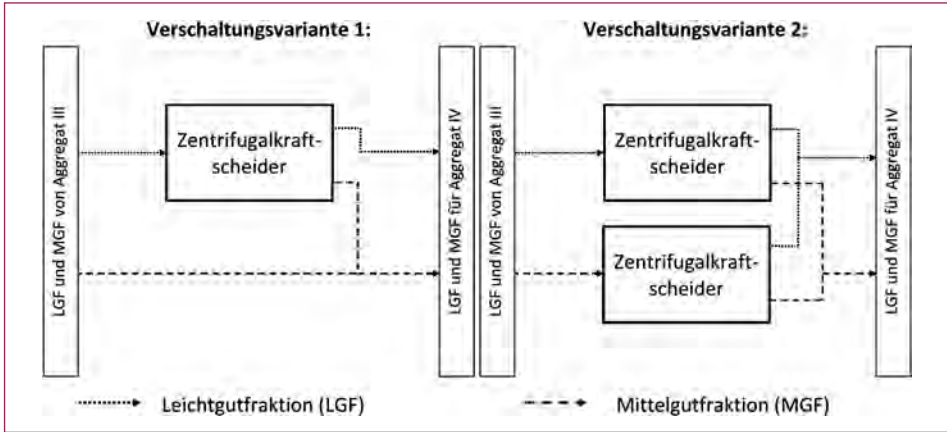 Verschaltungsvariante 1:
LGF und MGF von Aggregat III
Zentrifugalkraft-
scheider
LGF und MGF für Aggregat IV
Verschaltungsvariante 2:
LGF und MGF von Aggregat III
Zentrifugalkraft-
scheider
Zentrifugalkraft-
scheider
LGF und MGF für Aggregat IV
Leichtgutfraktion (LGF)
Mittelgutfraktion (MGF)